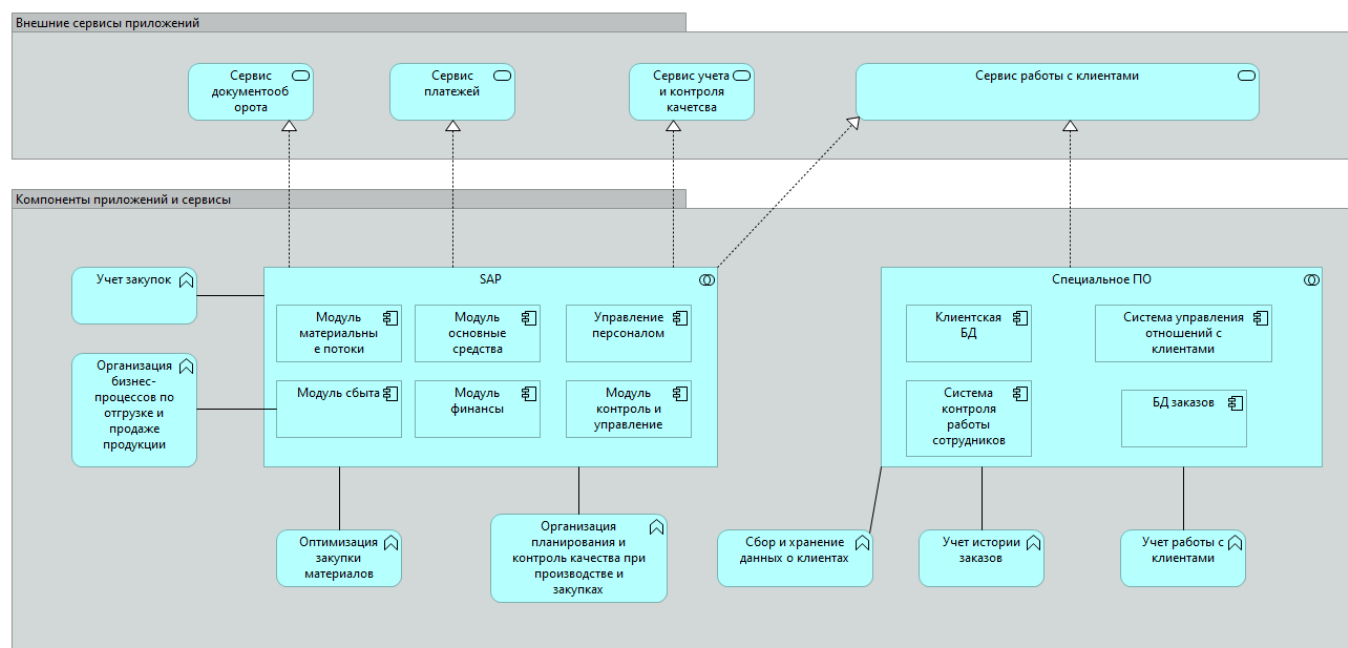 Внешние сервисы приложений
Сервис
документооб
орота
Сервис
платежей
Сервис учета
и контроля
качетсва
Сервис работы с клиентами
Компоненты приложений и сервисы
Учет закупок
SAP
Специальное ПО
Модуль
материальны
е потоки
Модуль
основные
средства
Управление
персоналом
Клиентская
БД
Система управления
отношений с
клиентами
Организация
бизнес-
процессов по
отгрузке и
продаже
продукции
Модуль сбыта
Модуль
финансы
Модуль
контроль и
управление
Система
контроля
работы
сотрудников
БД заказов
Оптимизация
закупки
материалов
Организация
планирования и
контроль качества при
производстве и
закупках
Сбор и хранение
данных о клиентах
Учет истории
заказов
Учет работы с
клиентами